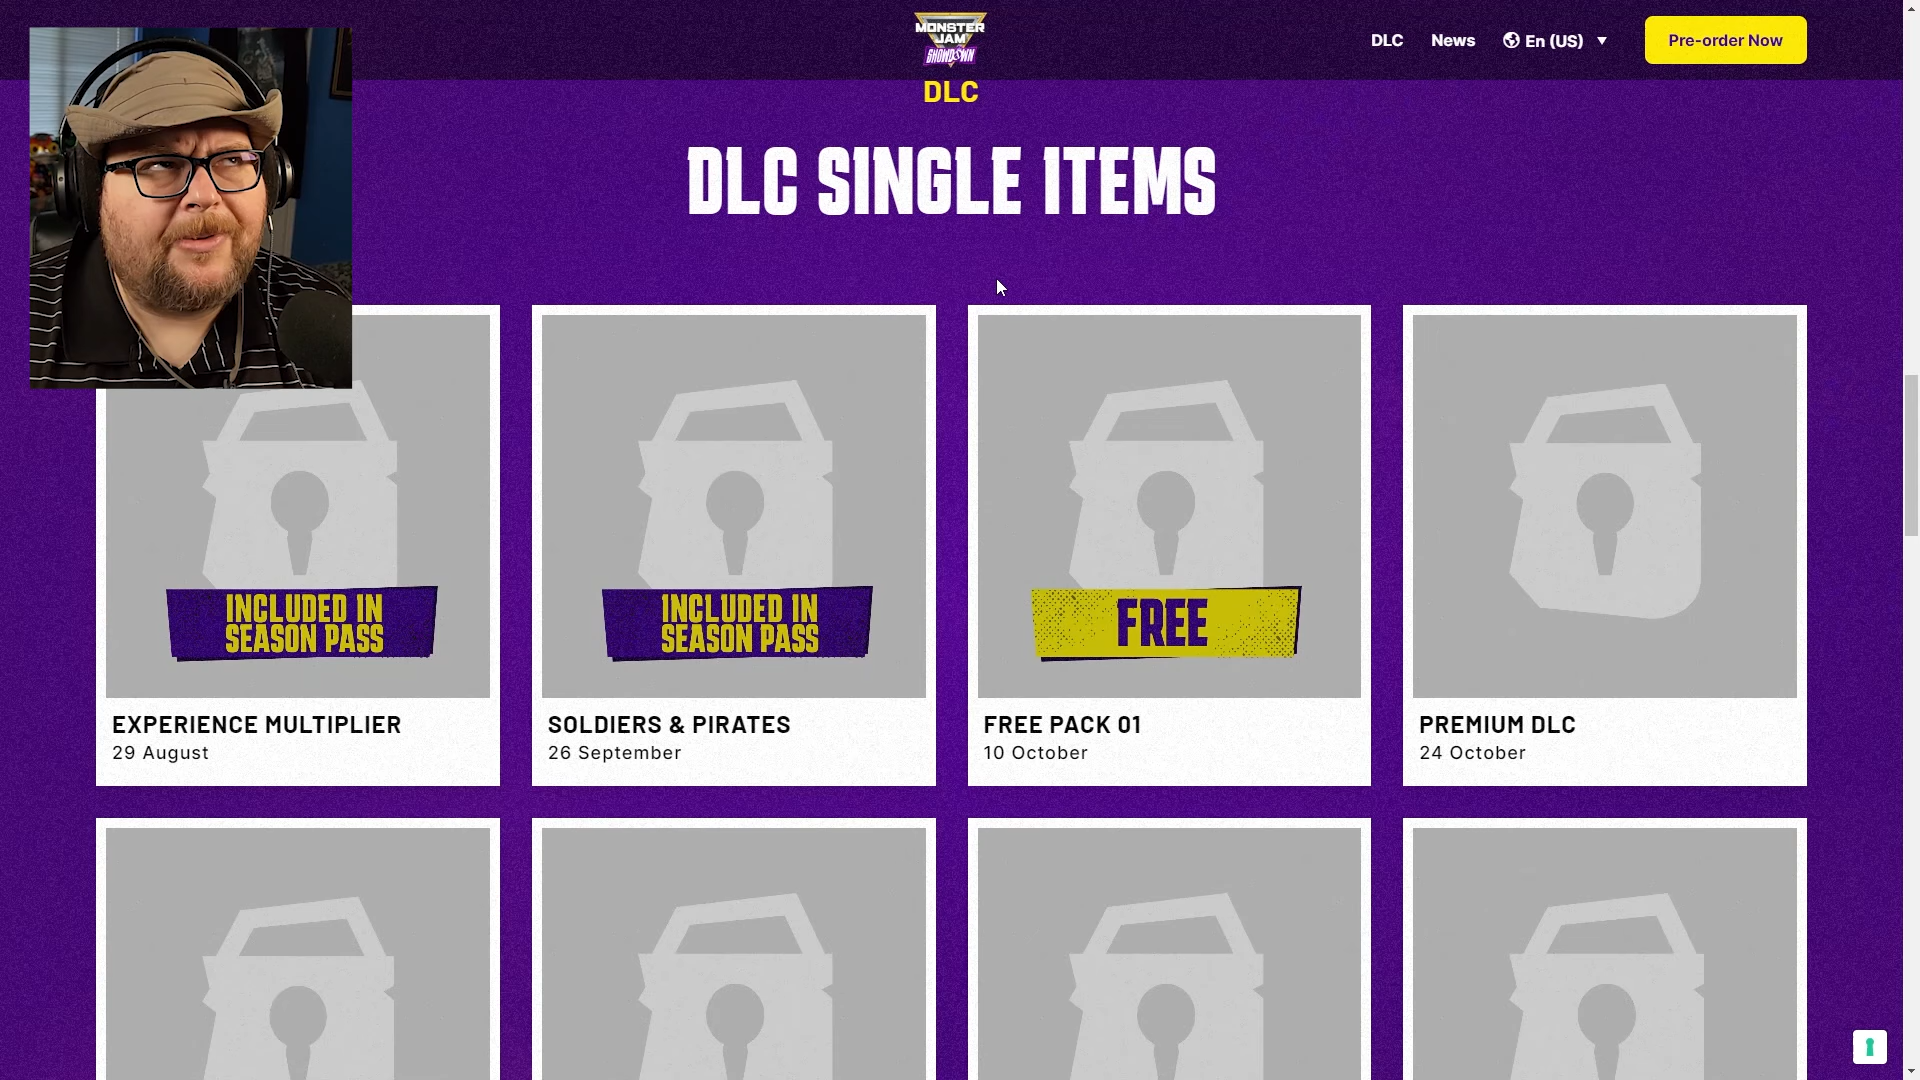 MONSTER
JAM
SHOWDOWN
DLC
News
En (US)
Pre-order Now
DLC
DLC SINGLE ITEMS
INCLUDED IN
SEASON PASS
EXPERIENCE MULTIPLIER
29 August
INCLUDED IN
SEASON PASS
SOLDIERS & PIRATES
26 September
FREE
FREE PACK 01
10 October
PREMIUM DLC
24 October